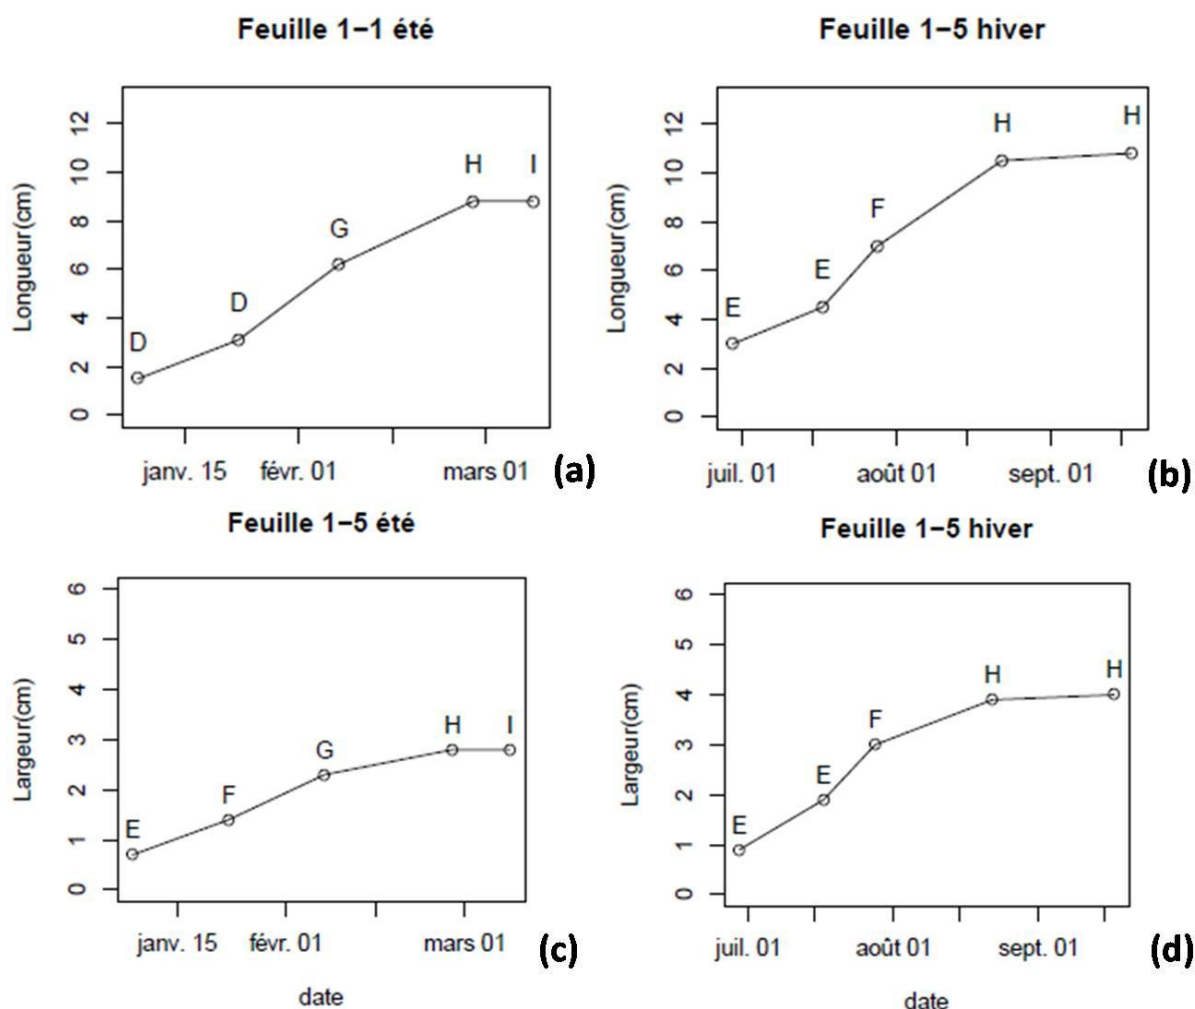 Feuille 1−1 été
Longueur(cm)
12
10
8
6
4
2
0
D
D
G
H
I
janv. 15
févr. 01
mars 01
(a)
Feuille 1−5 hiver
Longueur(cm)
12
10
8
6
4
2
0
E
E
F
H
H
juil. 01
août 01
sept. 01
(b)
Feuille 1−5 été
Largeur(cm)
6
5
4
3
2
1
0
E
F
G
H
I
janv. 15
févr. 01
mars 01
(c)
date
Feuille 1−5 hiver
Largeur(cm)
6
5
4
3
2
1
0
E
E
F
H
H
juil. 01
août 01
sept. 01
(d)
date